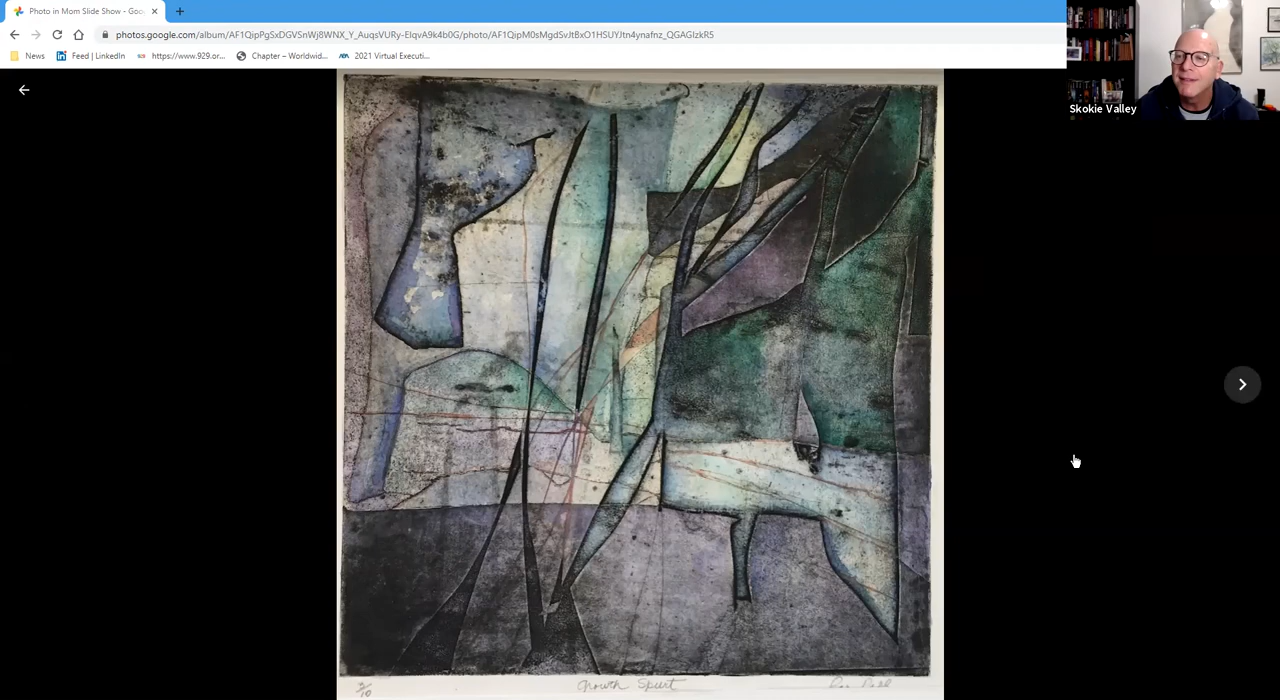 Photo in Mom Slide Show - Goo
photos.google.com/album/AF1QipPgSxDGVSnWj8WNX_Y_AuqsVURy-EIqvA9k4b0G/photo/AF1QipM0sMgdSvJtBxO1HSUYJtn4ynafnz_QGAGIzkR5
News
Feed | LinkedIn
https://www.929.or...
Chapter – Worldwid...
2021 Virtual Executi...
Skokie Valley
Growth Spurt